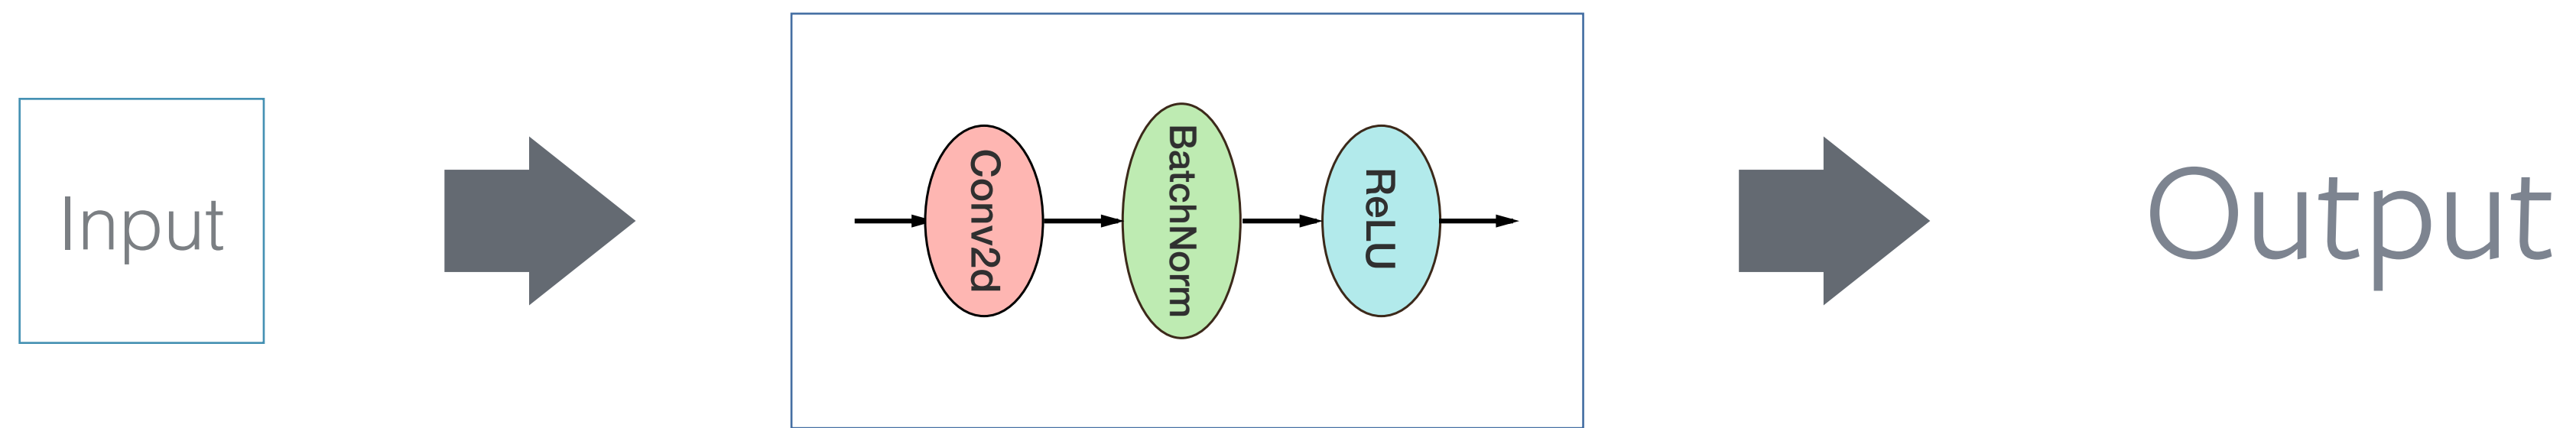 Input
Conv2d
BatchNorm
ReLU
Output